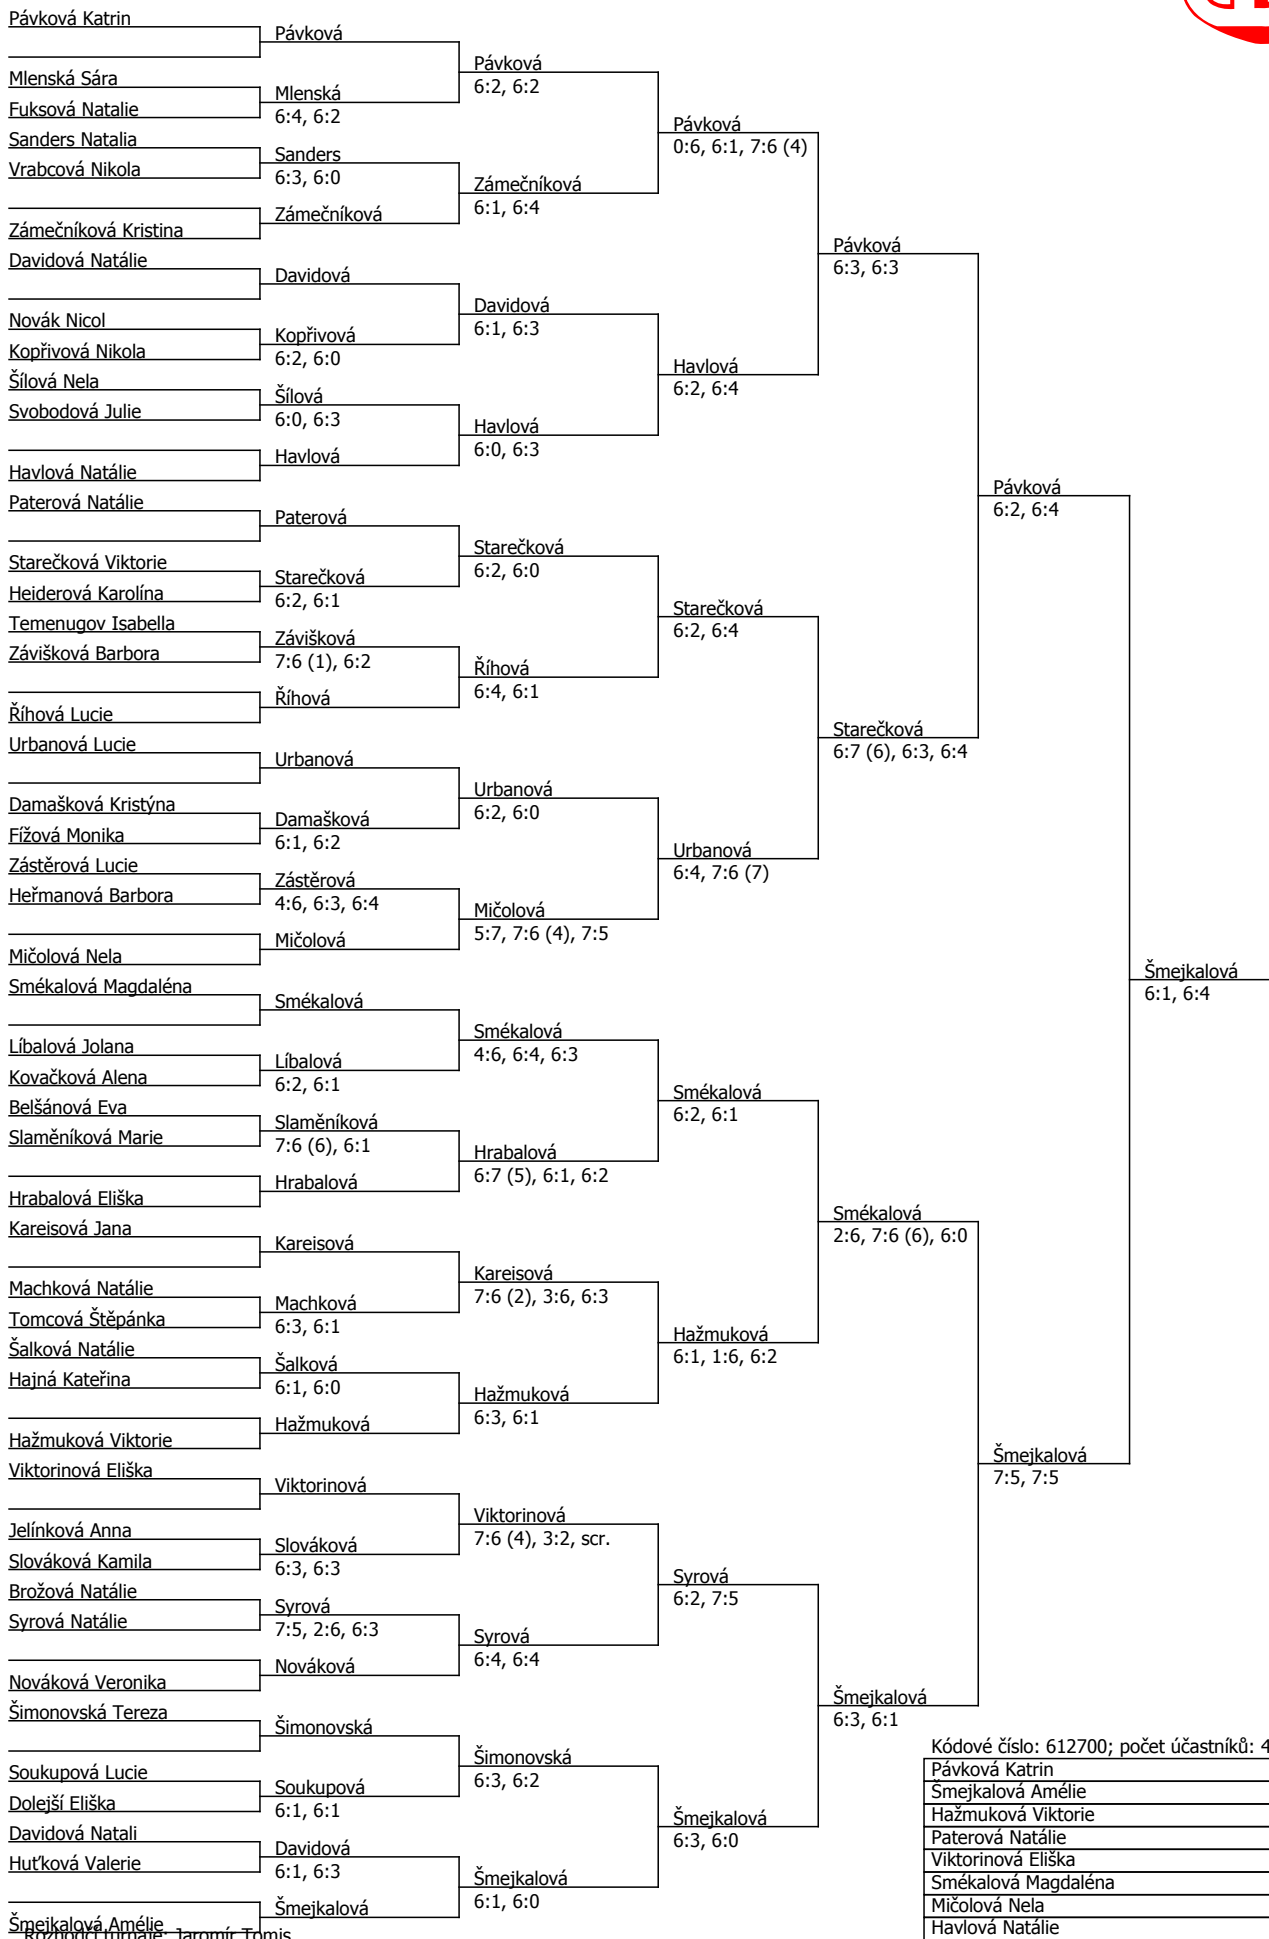 Pávková Katrin
Mlenská Sára
Fuksová Natalie
Sanders Natalia
Vrabcová Nikola
Zámečníková Kristina
Davidová Natálie
Novák Nicol
Kopřivová Nikola
Šílová Nela
Svobodová Julie
Havlová Natálie
Paterová Natálie
Starečková Viktorie
Heiderová Karolína
Temenugov Isabella
Závišková Barbora
Říhová Lucie
Urbanová Lucie
Damašková Kristýna
Fížová Monika
Zástěrová Lucie
Heřmanová Barbora
Mičolová Nela
Smékalová Magdaléna
Líbalová Jolana
Kovačková Alena
Belšánová Eva
Slaměníková Marie
Hrabalová Eliška
Kareisová Jana
Machková Natálie
Tomcová Štěpánka
Šalková Natálie
Hajná Kateřina
Hažmuková Viktorie
Viktorinová Eliška
Jelínková Anna
Slováková Kamila
Brožová Natálie
Syrová Natálie
Nováková Veronika
Šimonovská Tereza
Soukupová Lucie
Dolejší Eliška
Davidová Natali
Huťková Valerie
Šmejkalová Amélie
Rozhodčí turnaje: Jaromír Tomis
Pávková
Mlenská
6:4, 6:2
Sanders
6:3, 6:0
Zámečníková
Davidová
Kopřivová
6:2, 6:0
Šílová
6:0, 6:3
Havlová
Paterová
Starečková
6:2, 6:1
Závišková
7:6 (1), 6:2
Říhová
Urbanová
Damašková
6:1, 6:2
Zástěrová
4:6, 6:3, 6:4
Mičolová
Smékalová
Líbalová
6:2, 6:1
Slaměníková
7:6 (6), 6:1
Hrabalová
Kareisová
Machková
6:3, 6:1
Šalková
6:1, 6:0
Hažmuková
Viktorinová
Slováková
6:3, 6:3
Syrová
7:5, 2:6, 6:3
Nováková
Šimonovská
Soukupová
6:1, 6:1
Davidová
6:1, 6:3
Šmejkalová
Pávková
6:2, 6:2
Zámečníková
6:1, 6:4
Davidová
6:1, 6:3
Havlová
6:0, 6:3
Starečková
6:2, 6:0
Říhová
6:4, 6:1
Urbanová
6:2, 6:0
Mičolová
5:7, 7:6 (4), 7:5
Smékalová
4:6, 6:4, 6:3
Hrabalová
6:7 (5), 6:1, 6:2
Kareisová
7:6 (2), 3:6, 6:3
Hažmuková
6:3, 6:1
Viktorinová
7:6 (4), 3:2, scr.
Syrová
6:4, 6:4
Šimonovská
6:3, 6:2
Šmejkalová
6:1, 6:0
Pávková
0:6, 6:1, 7:6 (4)
Havlová
6:2, 6:4
Starečková
6:2, 6:4
Urbanová
6:4, 7:6 (7)
Smékalová
6:2, 6:1
Hažmuková
6:1, 1:6, 6:2
Syrová
6:2, 7:5
Šmejkalová
6:3, 6:0
Pávková
6:3, 6:3
Starečková
6:7 (6), 6:3, 6:4
Smékalová
2:6, 7:6 (6), 6:0
Šmejkalová
6:3, 6:1
Pávková
6:2, 6:4
Šmejkalová
7:5, 7:5
Šmejkalová
6:1, 6:4
Kódové číslo: 612700; počet účastníků: 4
Pávková Katrin
Šmejkalová Amélie
Hažmuková Viktorie
Paterová Natálie
Viktorinová Eliška
Smékalová Magdaléna
Mičolová Nela
Havlová Natálie